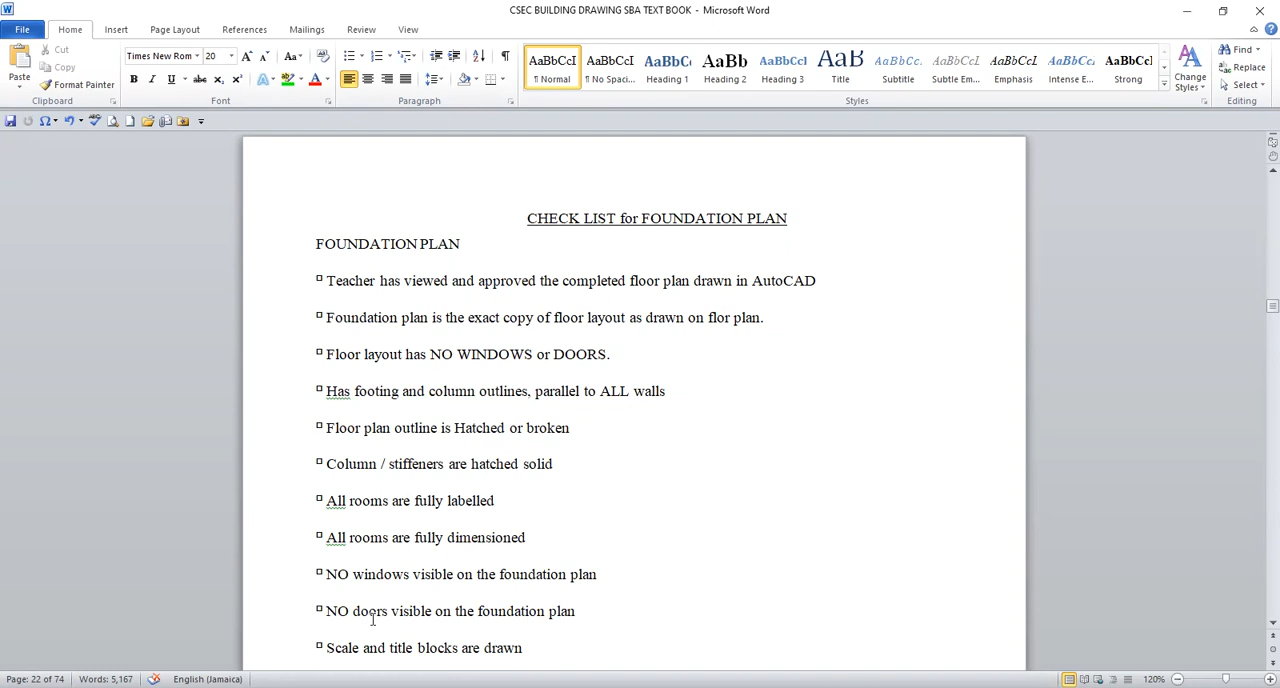 CSEC BUILDING DRAWING SBA TEXT BOOK - Microsoft Word
File Home Insert Page Layout References Mailings Review View
Paste
Cut
Copy
Format Painter
Clipboard
Times New Rom 20
Font
Paragraph
AaBbCcI AaBbCcI AaBbC AaBb AaBbCcI AaB AaBbCc. AaBbCcL AaBbCcL AaBbCc. AaBbCc
¶ Normal ¶ No Spaci... Heading 1 Heading 2 Heading 3 Title Subtitle Subtle Em... Emphasis Intense E... Strong
Styles
Change Styles
Find
Replace
Select
Editing
CHECK LIST for FOUNDATION PLAN
FOUNDATION PLAN
Teacher has viewed and approved the completed floor plan drawn in AutoCAD
Foundation plan is the exact copy of floor layout as drawn on flor plan.
Floor layout has NO WINDOWS or DOORS.
Has footing and column outlines, parallel to ALL walls
Floor plan outline is Hatched or broken
Column / stiffeners are hatched solid
All rooms are fully labelled
All rooms are fully dimensioned
NO windows visible on the foundation plan
NO doors visible on the foundation plan
Scale and title blocks are drawn
Page: 22 of 74 Words: 5,167 English (Jamaica) 120%